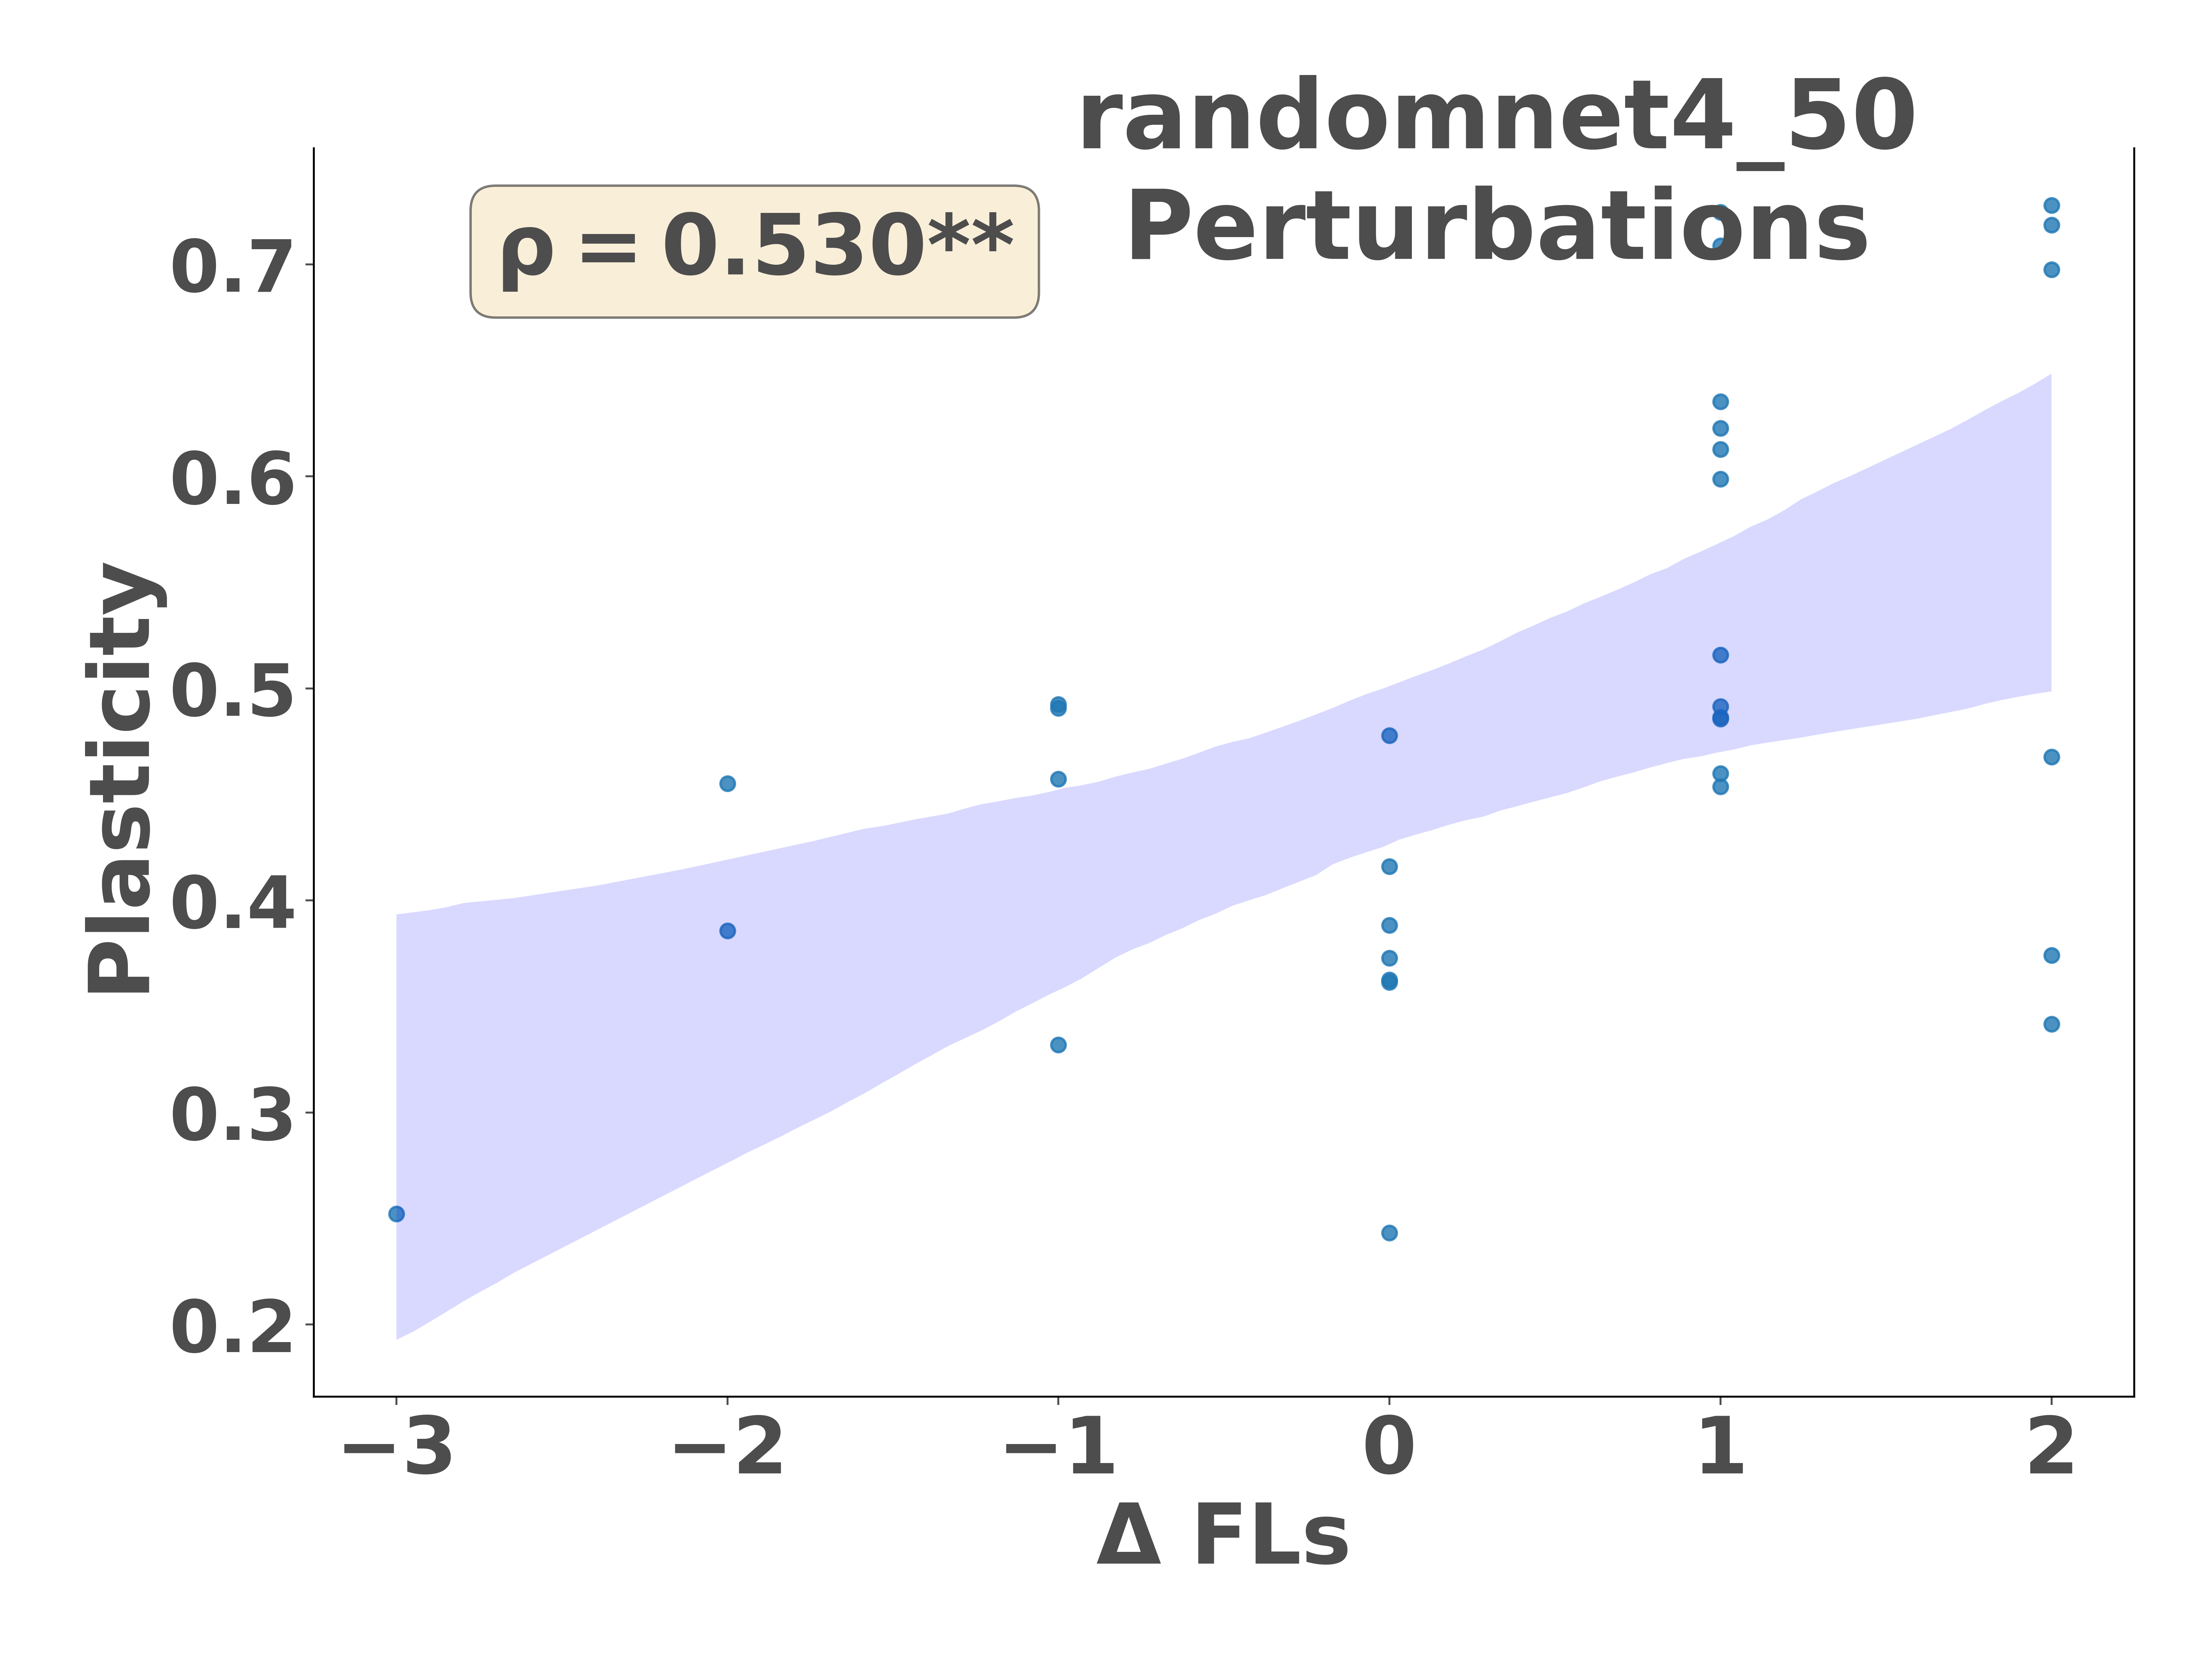 randomnet4_50
Perturbations
ρ = 0.530**
0.7
0.6
0.5
0.4
0.3
0.2
Plasticity
−3 −2 −1 0 1 2
Δ FLs